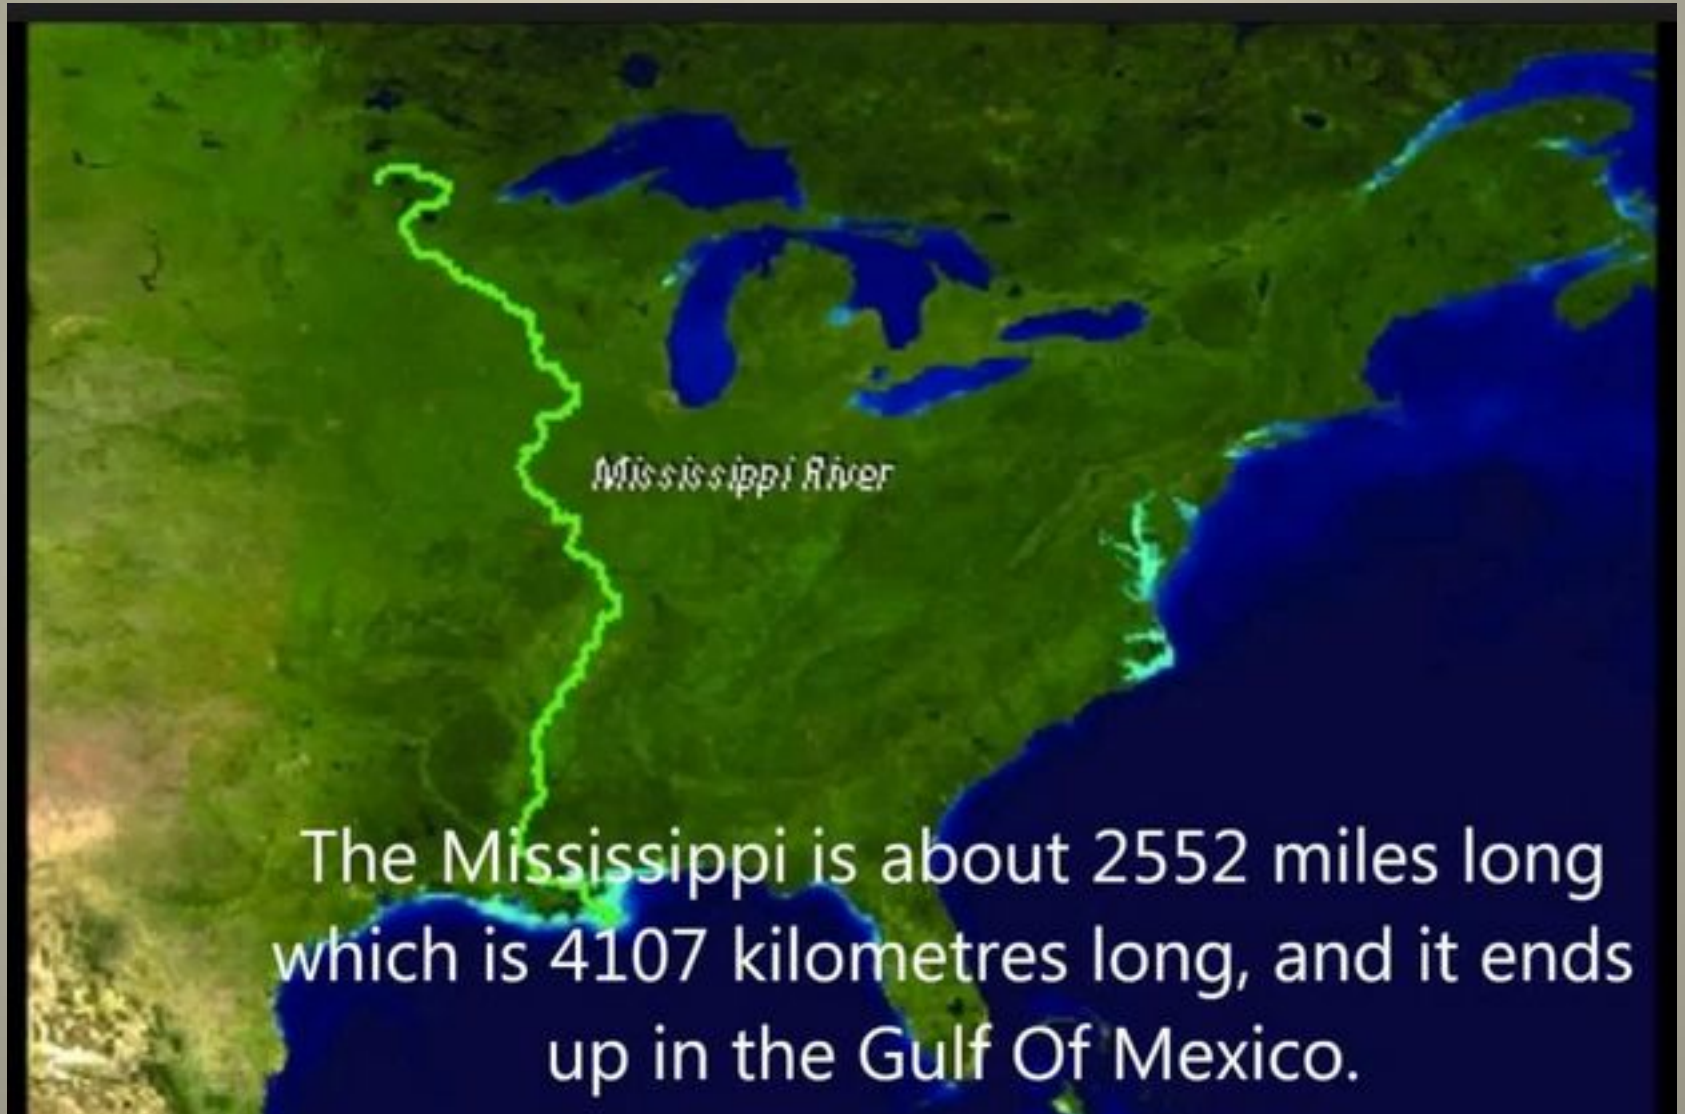 Mississippi River
The Mississippi is about 2552 miles long
which is 4107 kilometres long, and it ends
up in the Gulf Of Mexico.